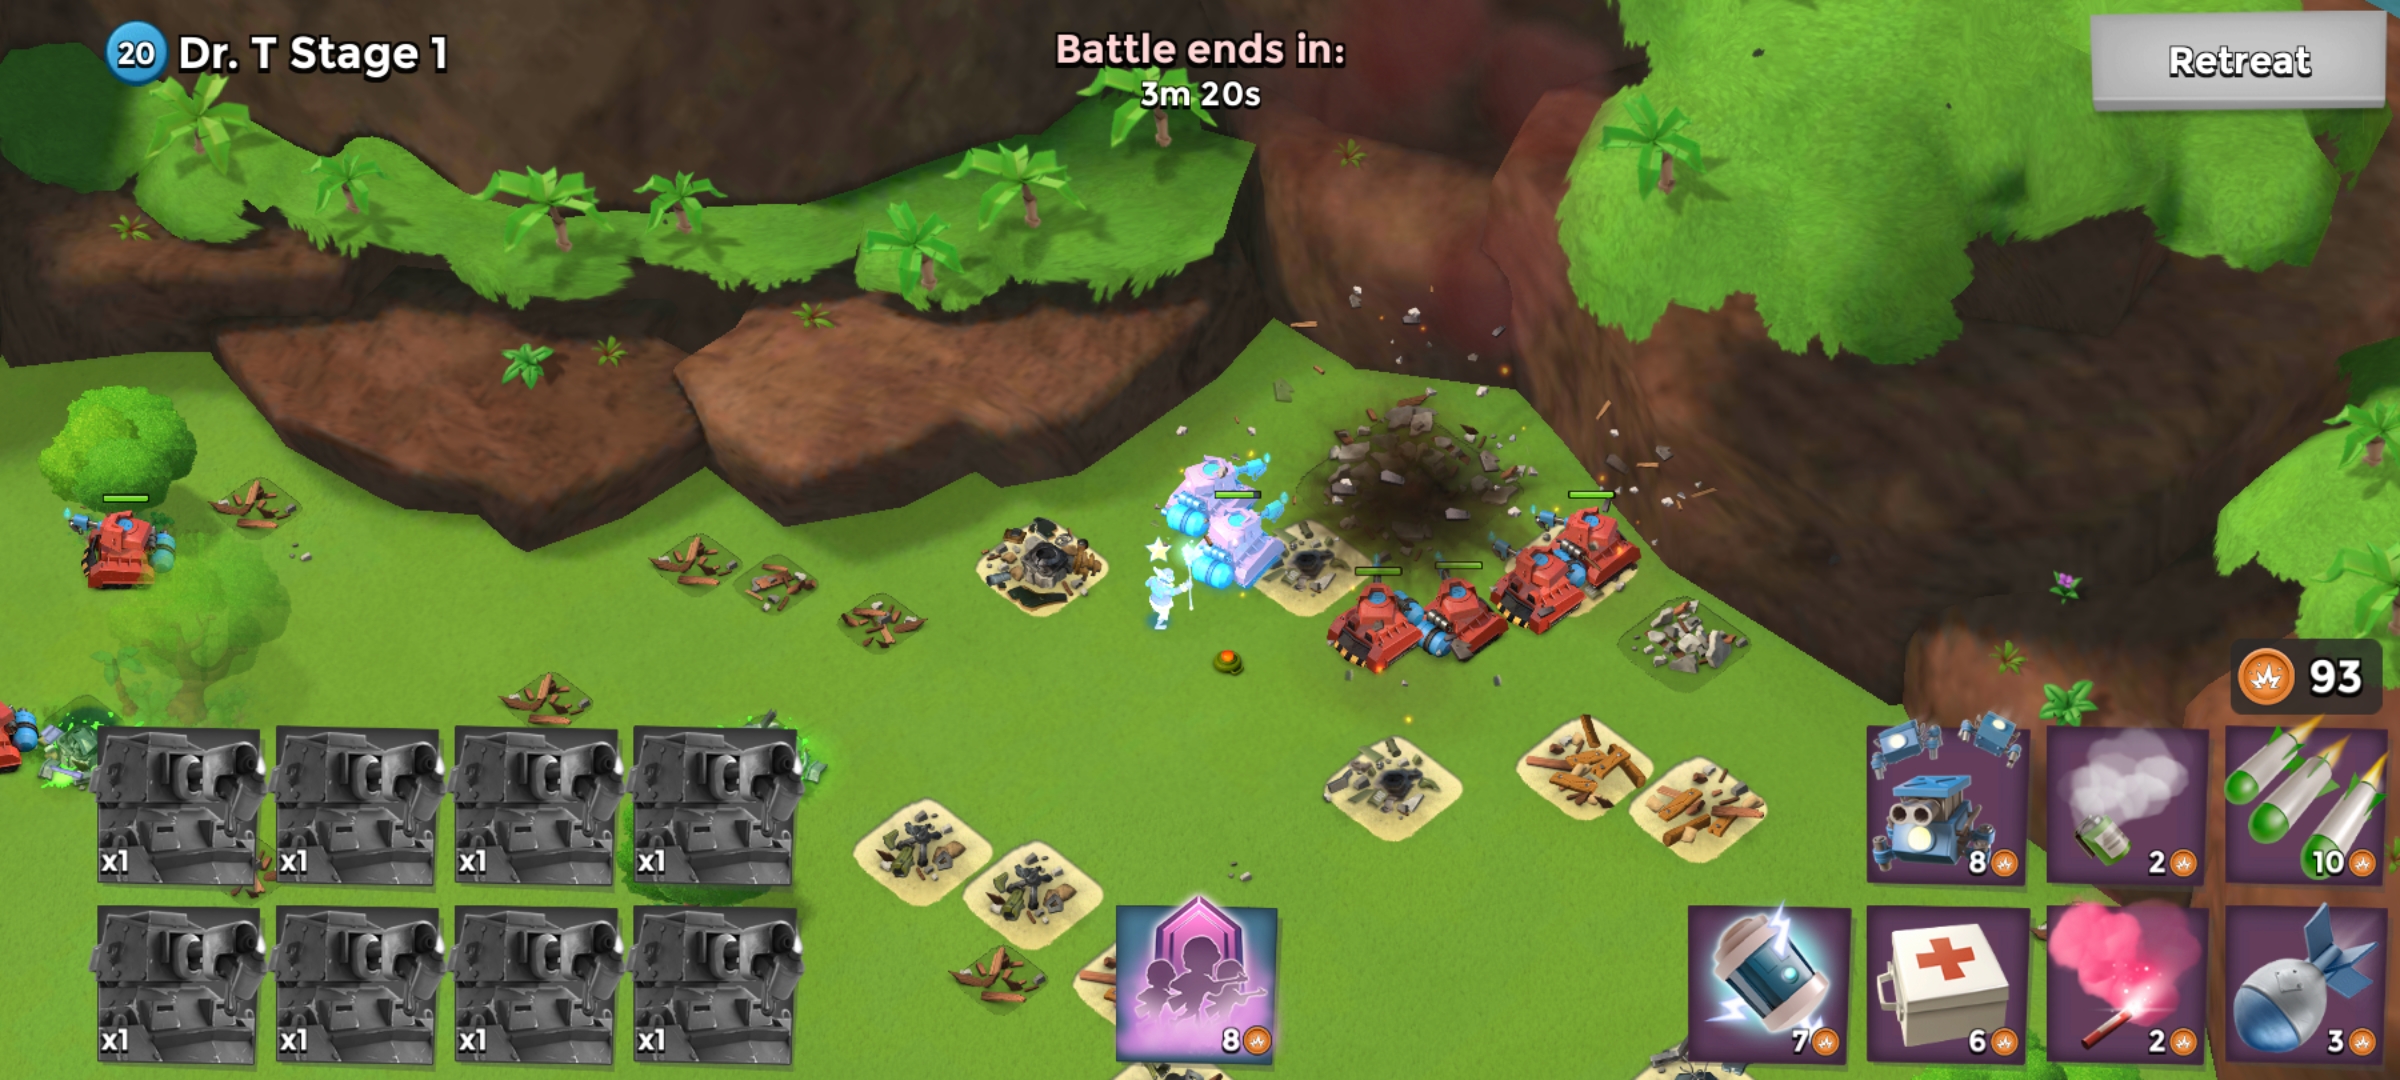 20 Dr. T Stage 1
Battle ends in:
3m 20s
Retreat
93
x1 x1 x1 x1
8 2 10
x1 x1 x1 x1
8
7 6 2 3